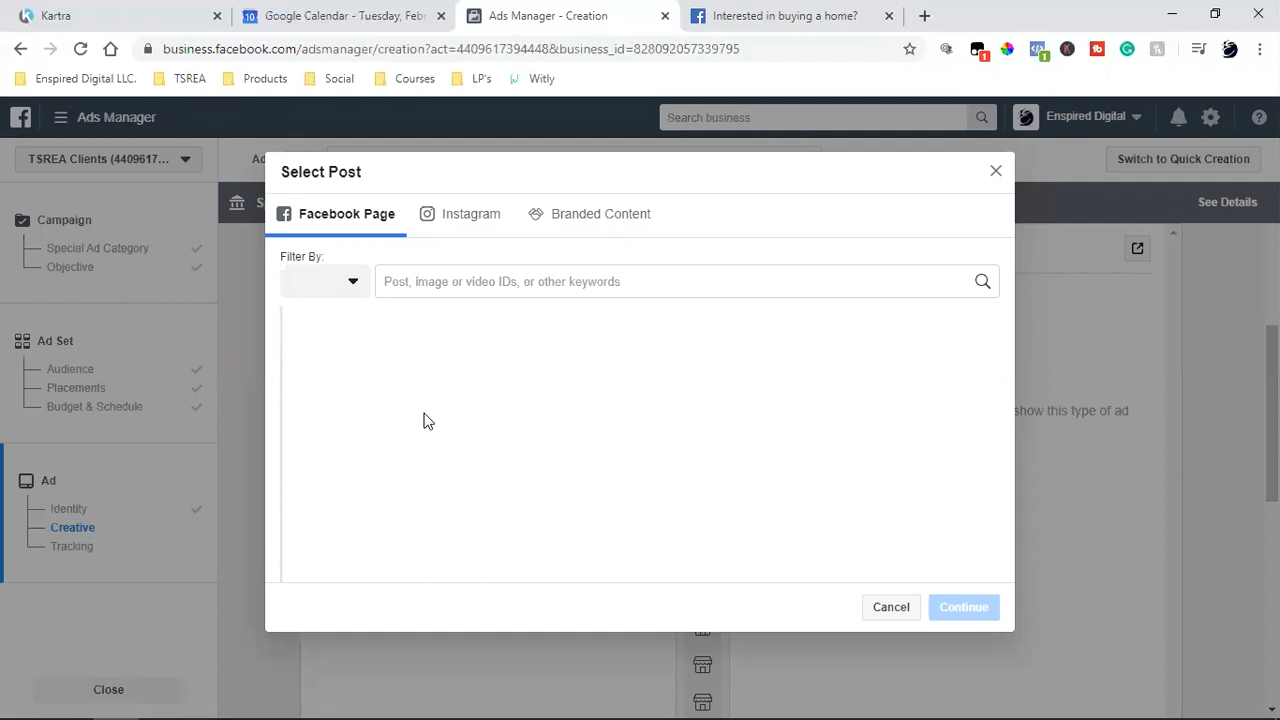 Kartra
Google Calendar - Tuesday, Febr
Ads Manager - Creation
Interested in buying a home?
business.facebook.com/adsmanager/creation?act=4409617394448&business_id=828092057339795
1
1
Enspired Digital LLC.
TSREA
Products
Social
Courses
LP's
Witly
Ads Manager
Search business
Enspired Digital
TSREA Clients (4409617...
Ad
Switch to Quick Creation
Campaign
Special Ad Category
Objective
Ad Set
Audience
Placements
Budget & Schedule
Ad
Identity
Creative
Tracking
Close
S
See Details
show this type of ad
Select Post
Facebook Page
Instagram
Branded Content
Filter By:
Post, image or video IDs, or other keywords
Cancel
Continue